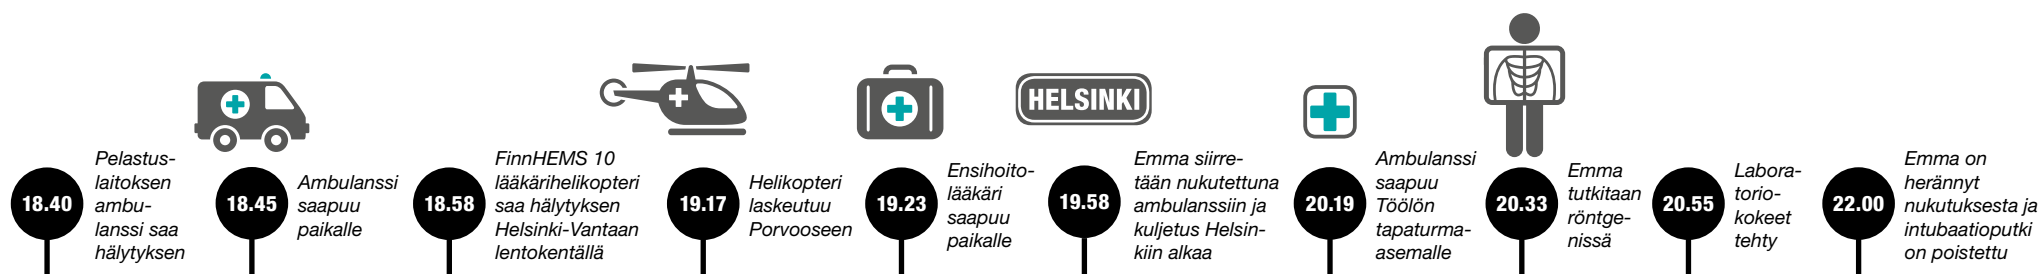 18.40
Pelastus-
laitoksen
ambu-
lanssi saa
hälytyksen
18.45
Ambulanssi
saapuu
paikalle
18.58
FinnHEMS 10
lääkärihelikopteri
saa hälytyksen
Helsinki-Vantaan
lentokentällä
19.17
Helikopteri
laskeutuu
Porvooseen
19.23
Ensihoito-
lääkäri
saapuu
paikalle
HELSINKI
19.58
Emma siirre-
tään nukutettuna
ambulanssiin ja
kuljetus Helsin-
kiin alkaa
20.19
Ambulanssi
saapuu
Töölön
tapaturma-
asemalle
20.33
Emma
tutkitaan
röntge-
nissä
20.55
Labora-
torio-
kokeet
tehty
22.00
Emma on
herännyt
nukutuksesta ja
intubaatioputki
on poistettu